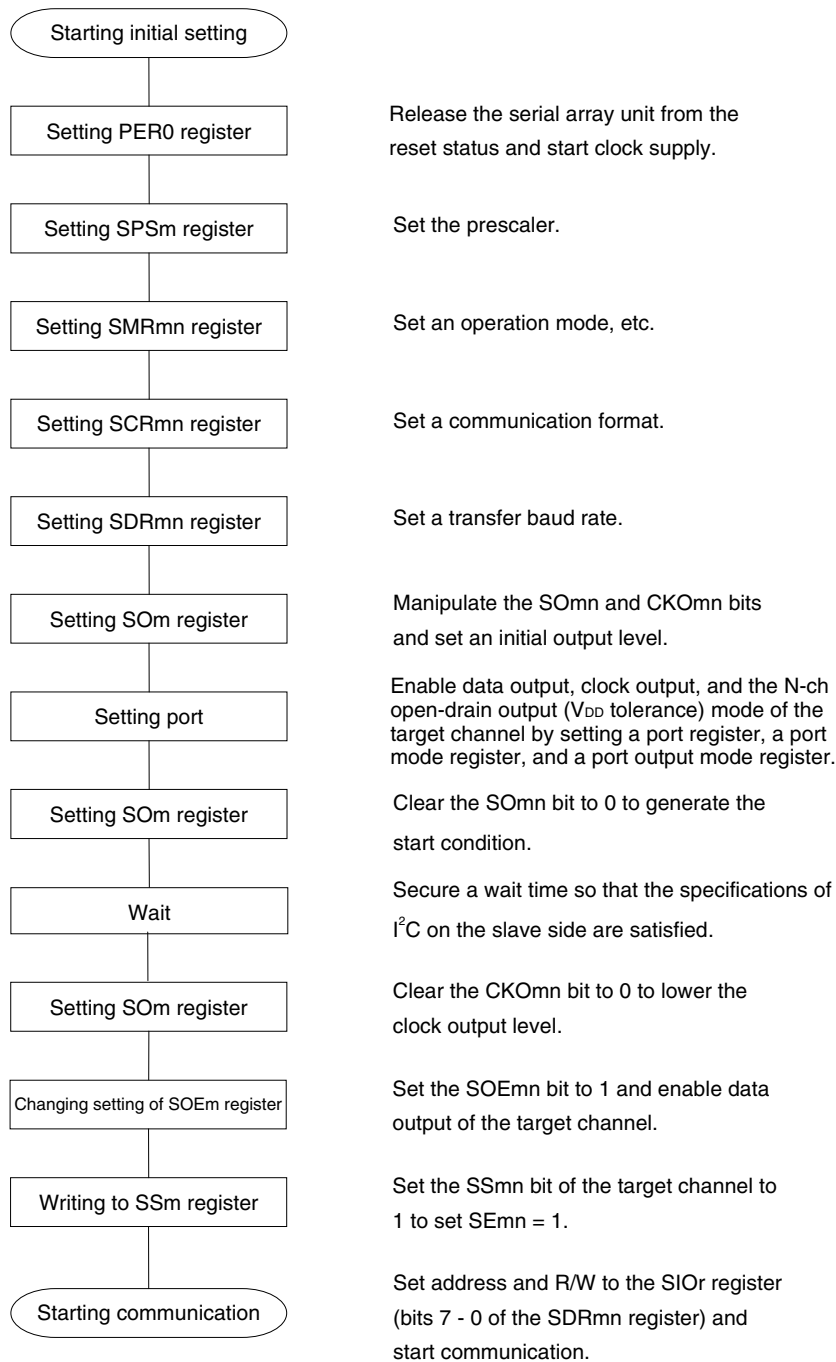 Starting initial setting
Setting PER0 register
Release the serial array unit from the
reset status and start clock supply.
Setting SPSm register
Set the prescaler.
Setting SMRmn register
Set an operation mode, etc.
Setting SCRmn register
Set a communication format.
Setting SDRmn register
Set a transfer baud rate.
Setting SOm register
Manipulate the SOmn and CKOmn bits
and set an initial output level.
Setting port
Enable data output, clock output, and the N-ch
open-drain output (VDD tolerance) mode of the
target channel by setting a port register, a port
mode register, and a port output mode register.
Setting SOm register
Clear the SOmn bit to 0 to generate the
start condition.
Wait
Secure a wait time so that the specifications of
I²C on the slave side are satisfied.
Setting SOm register
Clear the CKOmn bit to 0 to lower the
clock output level.
Changing setting of SOEm register
Set the SOEmn bit to 1 and enable data
output of the target channel.
Writing to SSm register
Set the SSmn bit of the target channel to
1 to set SEmn = 1.
Starting communication
Set address and R/W to the SIOr register
(bits 7 - 0 of the SDRmn register) and
start communication.